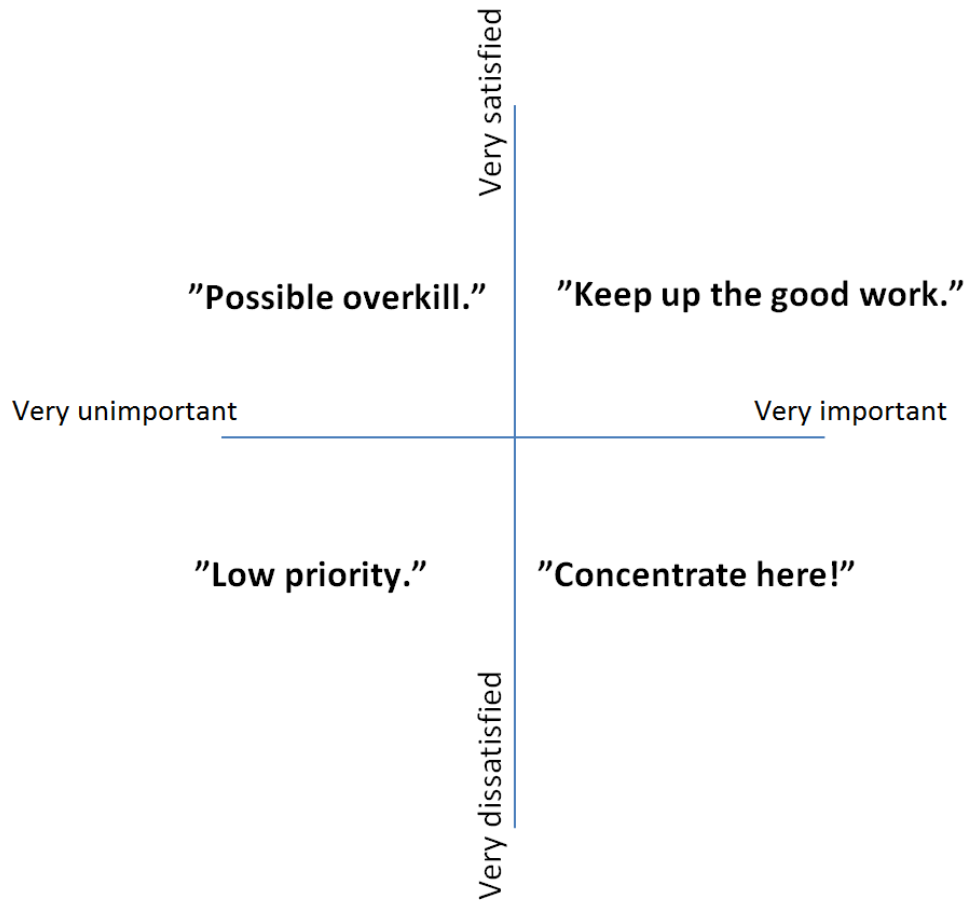 Very satisfied
”Possible overkill.”
”Keep up the good work.”
Very unimportant
Very important
”Low priority.”
”Concentrate here!”
Very dissatisfied